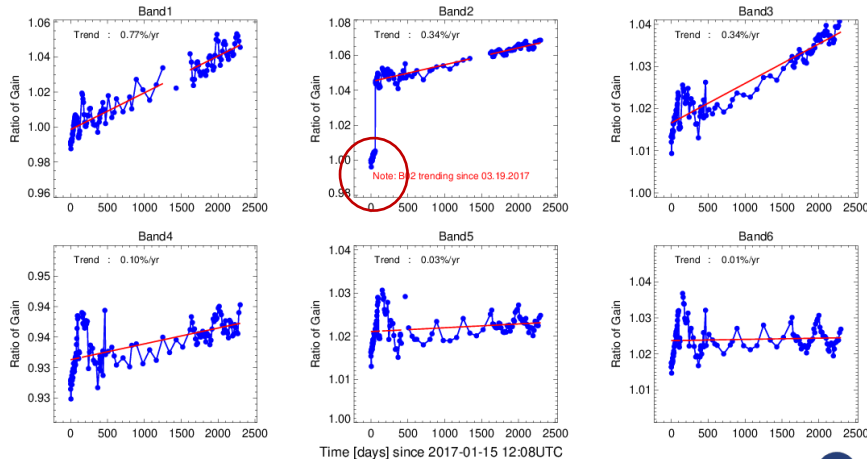 Band1
Trend : 0.77%/yr
Ratio of Gain
1.06
1.04
1.02
1.00
0.98
0.96
0 500 1000 1500 2000 2500
Band2
Trend : 0.34%/yr
Ratio of Gain
1.08
1.06
1.04
1.02
1.00
0.98
Note: B02 trending since 03.19.2017
0 500 1000 1500 2000 2500
Band3
Trend : 0.34%/yr
Ratio of Gain
1.04
1.03
1.02
1.01
1.00
0 500 1000 1500 2000 2500
Band4
Trend : 0.10%/yr
Ratio of Gain
0.95
0.94
0.94
0.93
0.93
0 500 1000 1500 2000 2500
Band5
Trend : 0.03%/yr
Ratio of Gain
1.04
1.03
1.02
1.01
1.00
0 500 1000 1500 2000 2500
Band6
Trend : 0.01%/yr
Ratio of Gain
1.04
1.03
1.02
1.01
0 500 1000 1500 2000 2500
Time [days] since 2017-01-15 12:08UTC